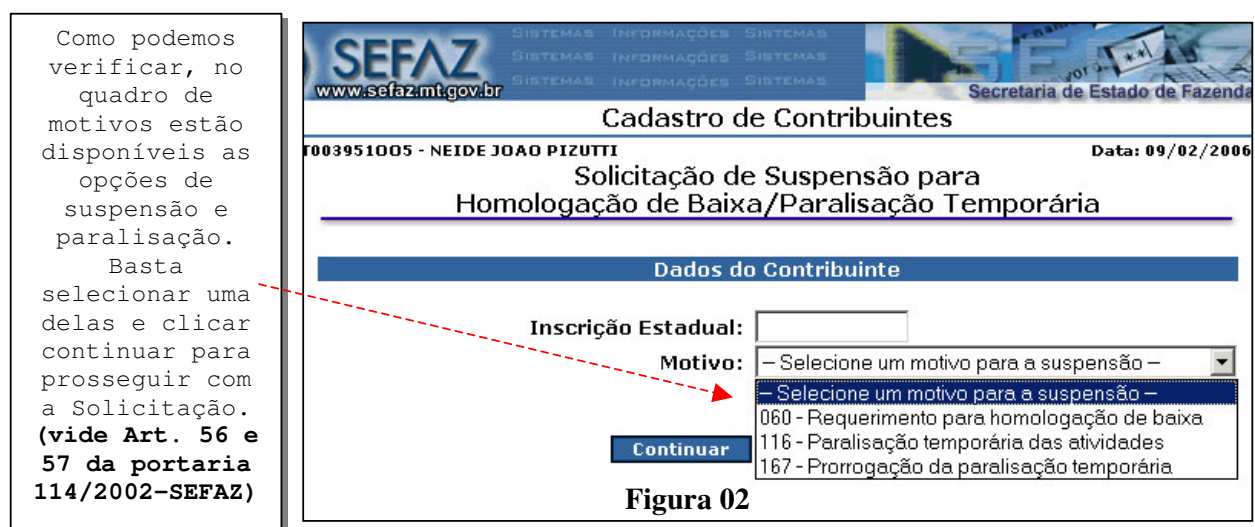 Como podemos
verificar, no
quadro de
motivos estão
disponíveis as
opções de
suspensão e
paralisação.
Basta
selecionar uma
delas e clicar
continuar para
prosseguir com
a Solicitação.
(vide Art. 56 e
57 da portaria
114/2002-SEFAZ)
SISTEMAS INFORMAÇÕES SISTEMAS
SISTEMAS INFORMAÇÕES SISTEMAS
SISTEMAS INFORMAÇÕES SISTEMAS
SEFAZ
www.sefaz.mt.gov.br
SEFAZ
Secretaria de Estado de Fazenda
Cadastro de Contribuintes
T003951005 - NEIDE JOAO PIZUTTI Data: 09/02/2006
Solicitação de Suspensão para
Homologação de Baixa/Paralisação Temporária
Dados do Contribuinte
Inscrição Estadual:
Motivo: – Selecione um motivo para a suspensão –
– Selecione um motivo para a suspensão –
060 - Requerimento para homologação de baixa
116 - Paralisação temporária das atividades
167 - Prorrogação da paralisação temporária
Continuar
Figura 02